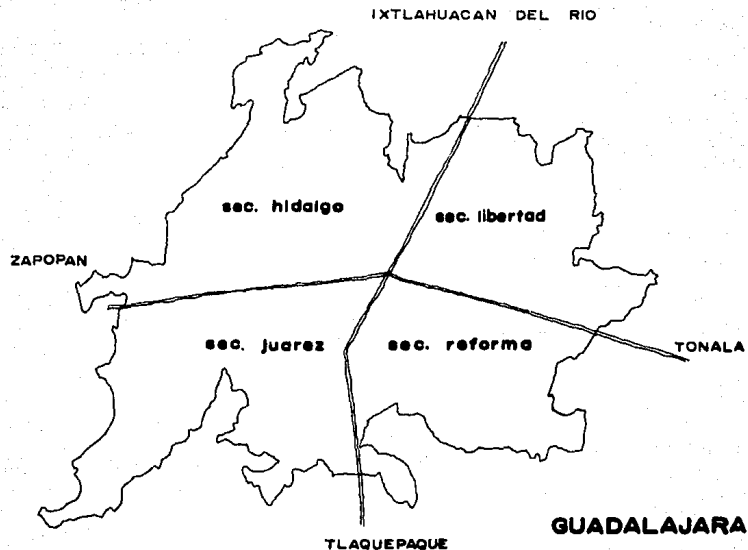 IXTLAHUACAN DEL RIO
sec. hidalgo
sec. libertad
ZAPOPAN
sec. juarez
sec. reforma
TONALA
GUADALAJARA
TLAQUEPAQUE